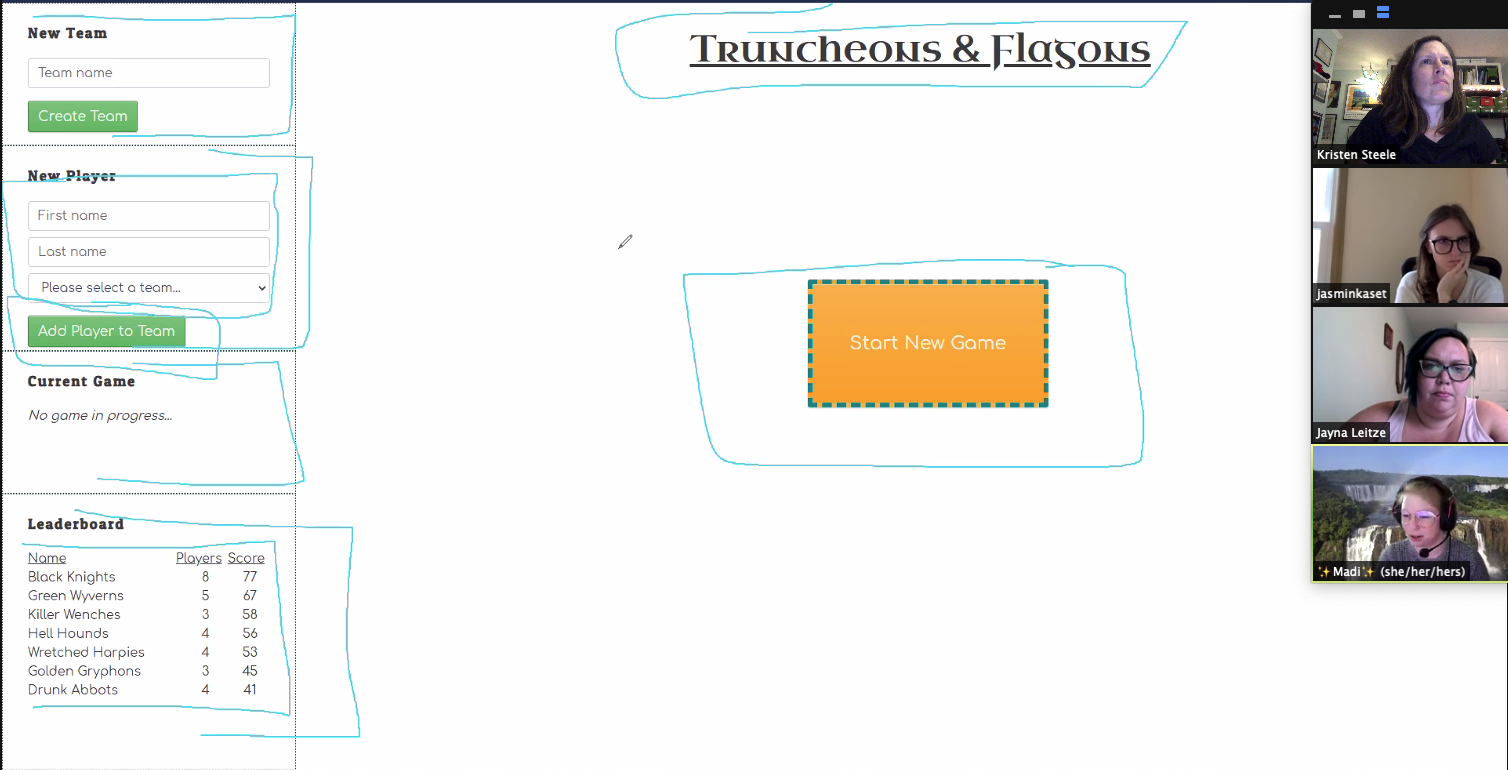 New Team
Team name
Create Team
New Player
First name
Last name
Please select a team...
Add Player to Team
Current Game
No game in progress...
Leaderboard
Name Players Score
Black Knights 8 77
Green Wyverns 5 67
Killer Wenches 3 58
Hell Hounds 4 56
Wretched Harpies 4 53
Golden Gryphons 3 45
Drunk Abbots 4 41
Truncheons & Flagons
Start New Game
Kristen Steele
jasminkaset
Jayna Leitze
✨Madi✨ (she/her/hers)